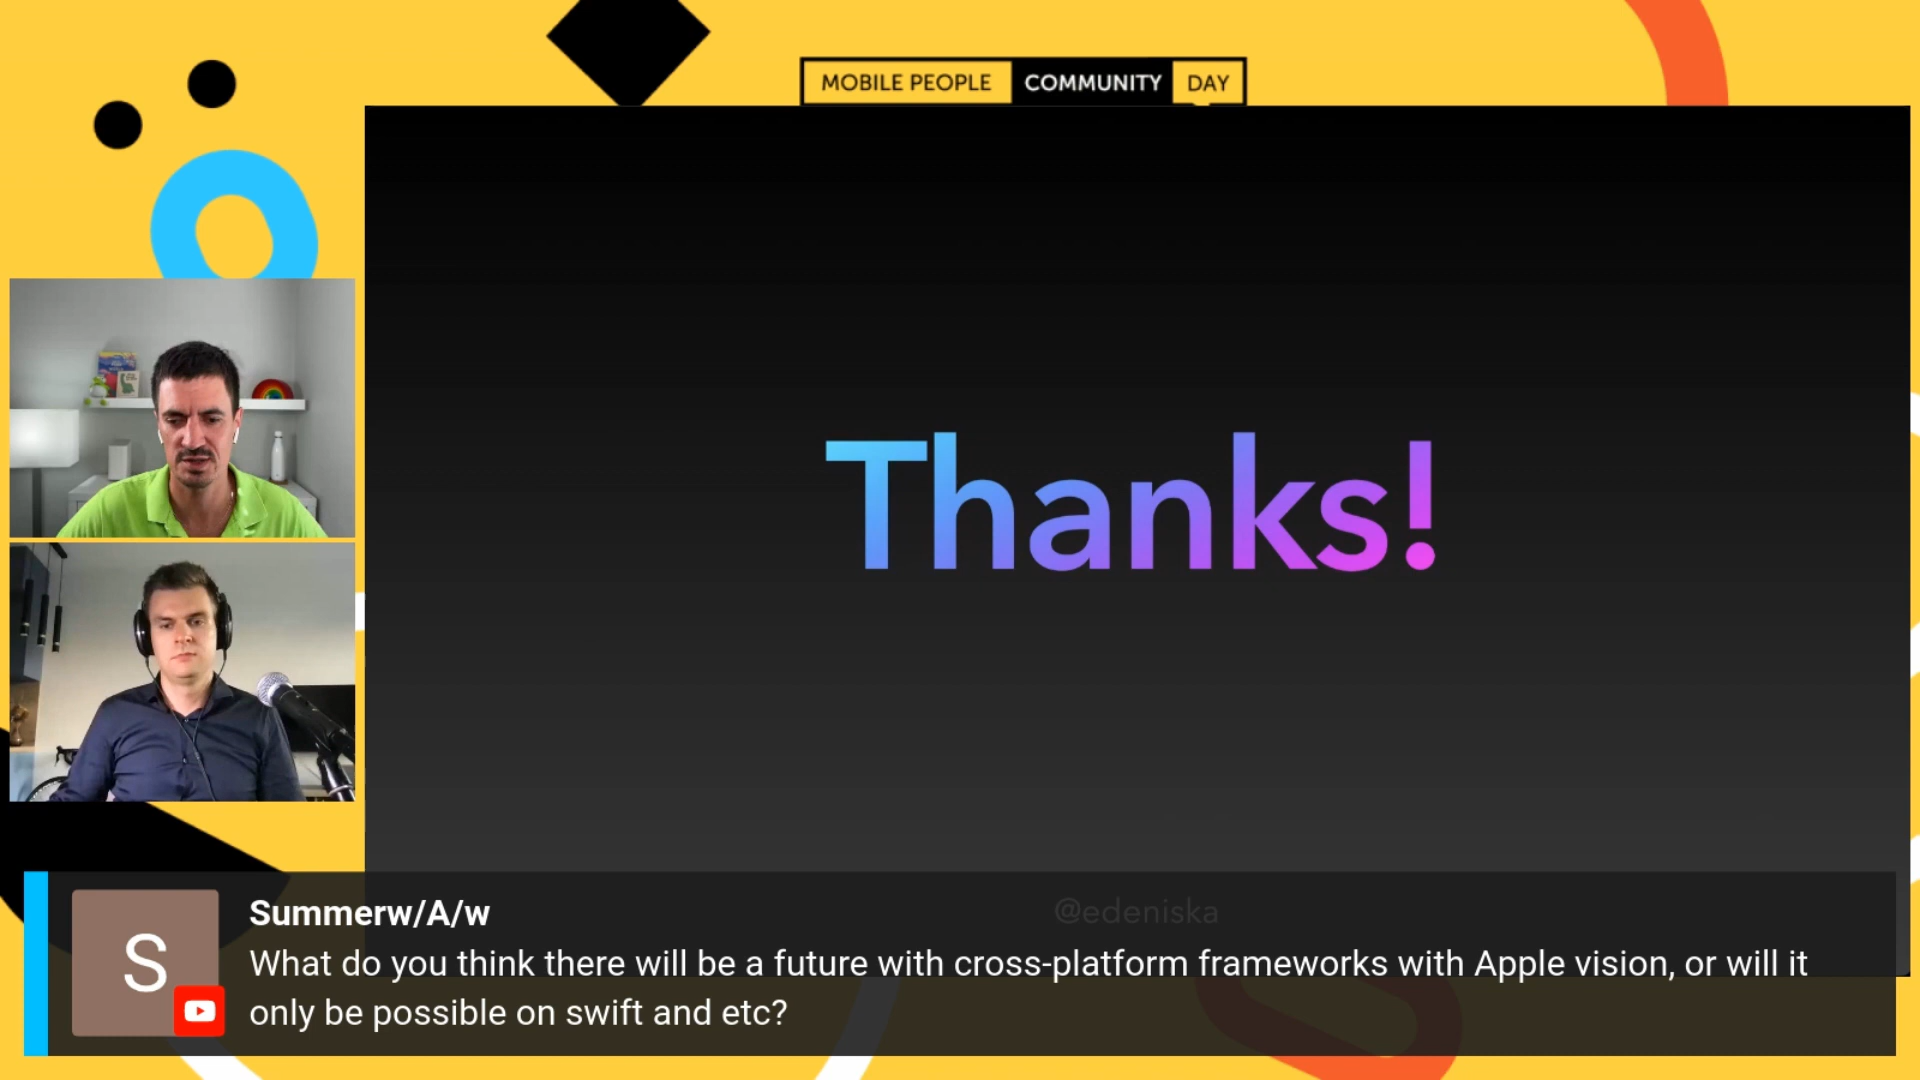 MOBILE PEOPLE COMMUNITY DAY
Thanks!
@edeniska
S
Summerw/A/w
What do you think there will be a future with cross-platform frameworks with Apple vision, or will it
only be possible on swift and etc?